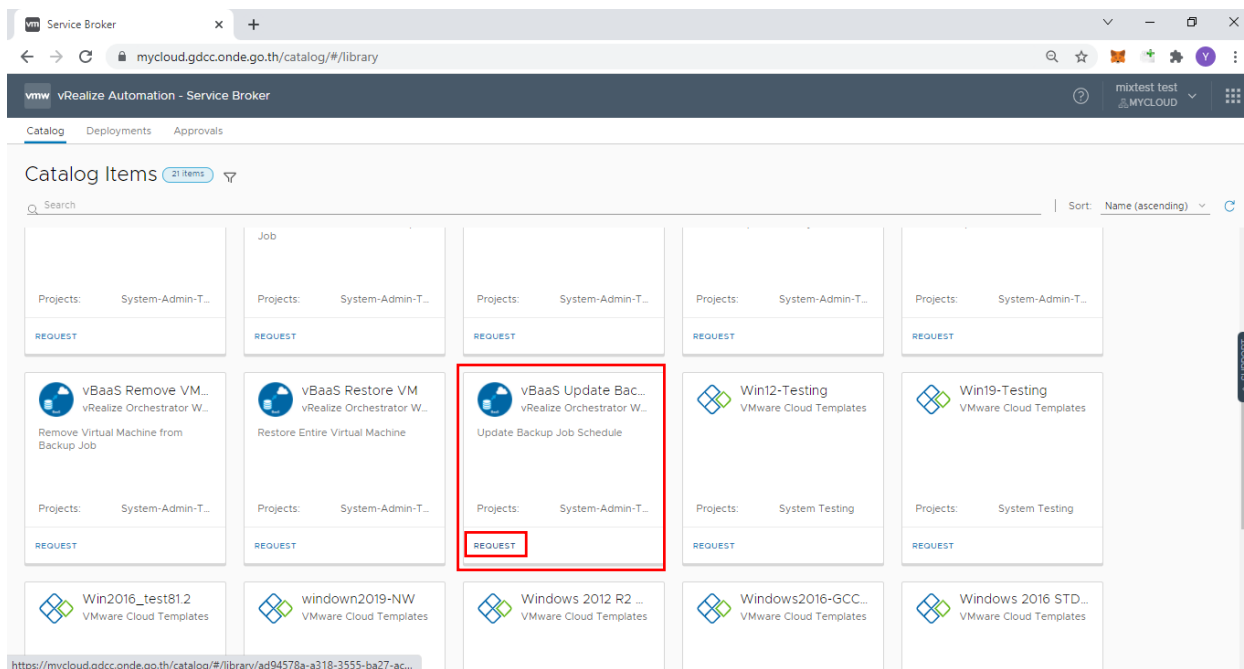 vm Service Broker
mycloud.gdcc.onde.go.th/catalog/#/library
Y
vmw vRealize Automation - Service Broker
mixtest test
MYCLOUD
Catalog Deployments Approvals
Catalog Items 21 items
Search
Sort: Name (ascending)
Job
Projects: System-Admin-T...
Projects: System-Admin-T...
Projects: System-Admin-T...
Projects: System-Admin-T...
Projects: System-Admin-T...
REQUEST
REQUEST
REQUEST
REQUEST
REQUEST
vBaaS Remove VM...
vRealize Orchestrator W...
Remove Virtual Machine from
Backup Job
Projects: System-Admin-T...
REQUEST
vBaaS Restore VM
vRealize Orchestrator W...
Restore Entire Virtual Machine
Projects: System-Admin-T...
REQUEST
vBaaS Update Bac...
vRealize Orchestrator W...
Update Backup Job Schedule
Projects: System-Admin-T...
REQUEST
Win12-Testing
VMware Cloud Templates
Projects: System Testing
REQUEST
Win19-Testing
VMware Cloud Templates
Projects: System Testing
REQUEST
Win2016_test81.2
VMware Cloud Templates
windown2019-NW
VMware Cloud Templates
Windows 2012 R2 ...
VMware Cloud Templates
Windows2016-GCC...
VMware Cloud Templates
Windows 2016 STD...
VMware Cloud Templates
https://mycloud.gdcc.onde.go.th/catalog/#/library/ad94578a-a318-3555-ba27-ac...